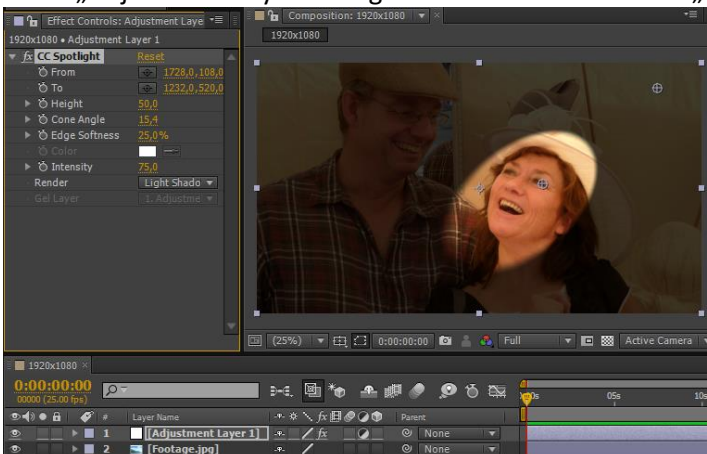 Effect Controls: Adjustment Laye
1920x1080 • Adjustment Layer 1
fx CC Spotlight Reset
From 1728,0,108,0
To 1232,0,520,0
Height 50,0
Cone Angle 15,4
Edge Softness 25,0%
Color
Intensity 75,0
Render Light Shado
Gel Layer 1. Adjustme
Composition: 1920x1080
1920x1080
(25%) 0:00:00:00 Full Active Camera
1920x1080
0:00:00:00
00000 (25.00 fps)
05s 10s
# Layer Name fx Parent
1 [Adjustment Layer 1] fx None
2 [Footage.jpg] None